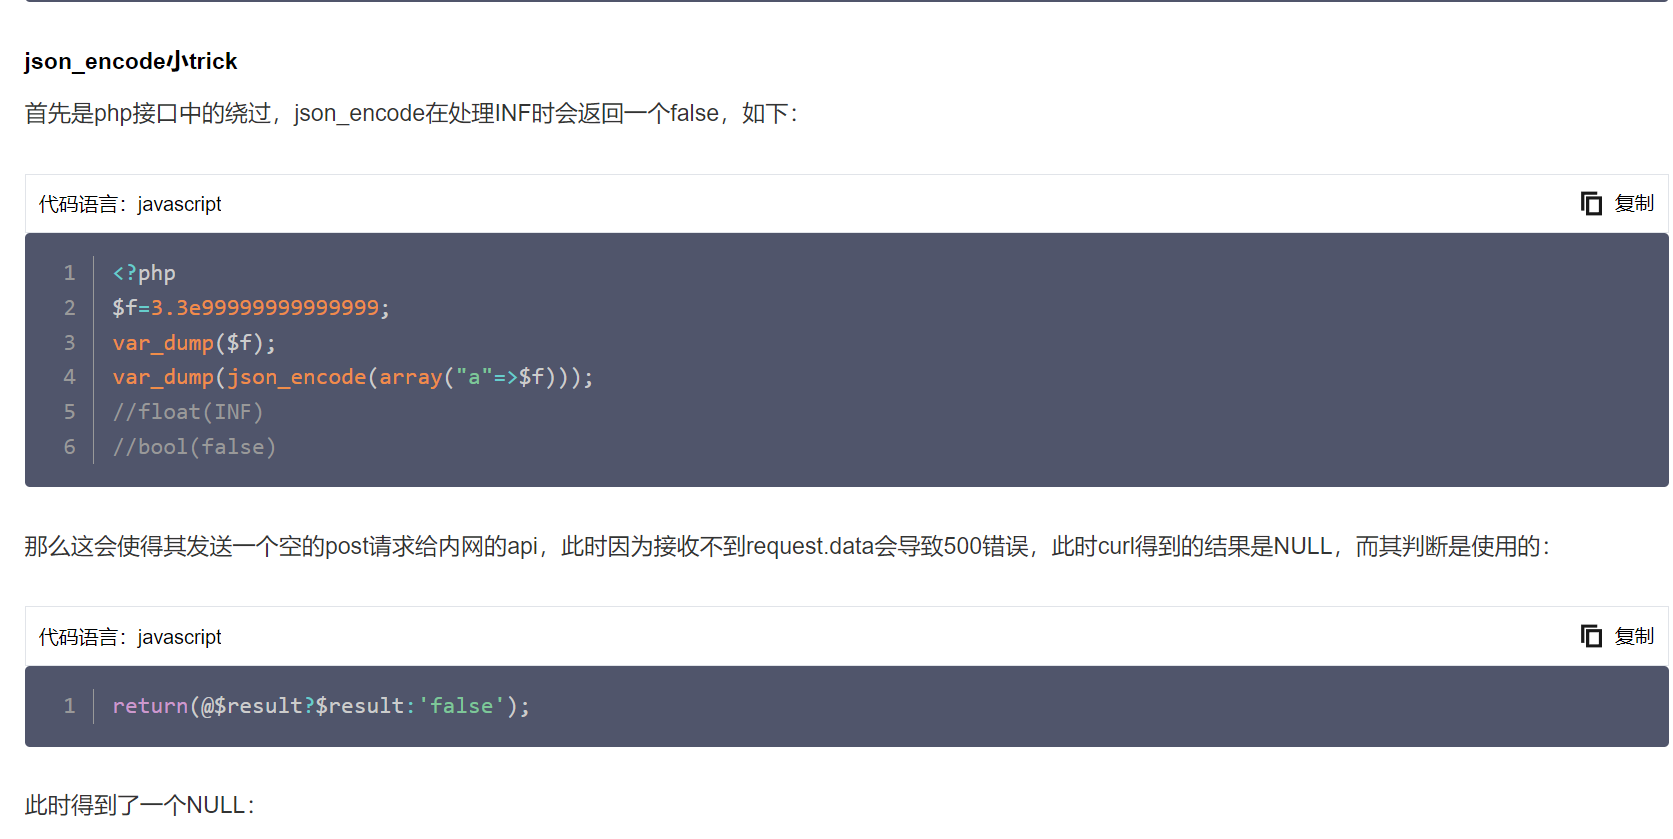 json_encode小trick
首先是php接口中的绕过，json_encode在处理INF时会返回一个false，如下：
代码语言：javascript
复制
1 <?php
2 $f=3.3e99999999999999;
3 var_dump($f);
4 var_dump(json_encode(array("a"=>$f)));
5 //float(INF)
6 //bool(false)
那么这会使得其发送一个空的post请求给内网的api，此时因为接收不到request.data会导致500错误，此时curl得到的结果是NULL，而其判断是使用的：
代码语言：javascript
复制
1 return(@$result?$result:'false');
此时得到了一个NULL：